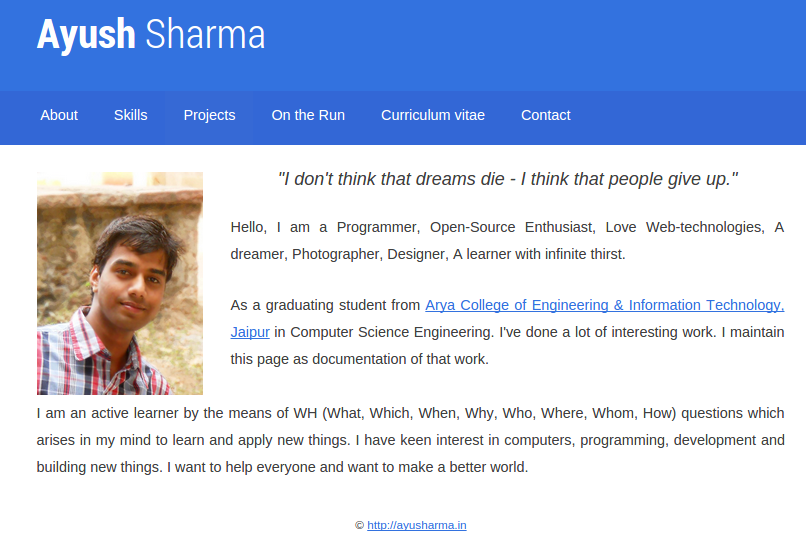 Ayush Sharma
About Skills Projects On the Run Curriculum vitae Contact
"I don't think that dreams die - I think that people give up."
Hello, I am a Programmer, Open-Source Enthusiast, Love Web-technologies, A
dreamer, Photographer, Designer, A learner with infinite thirst.
As a graduating student from Arya College of Engineering & Information Technology,
Jaipur in Computer Science Engineering. I've done a lot of interesting work. I maintain
this page as documentation of that work.
I am an active learner by the means of WH (What, Which, When, Why, Who, Where, Whom, How) questions which
arises in my mind to learn and apply new things. I have keen interest in computers, programming, development and
building new things. I want to help everyone and want to make a better world.
© http://ayusharma.in